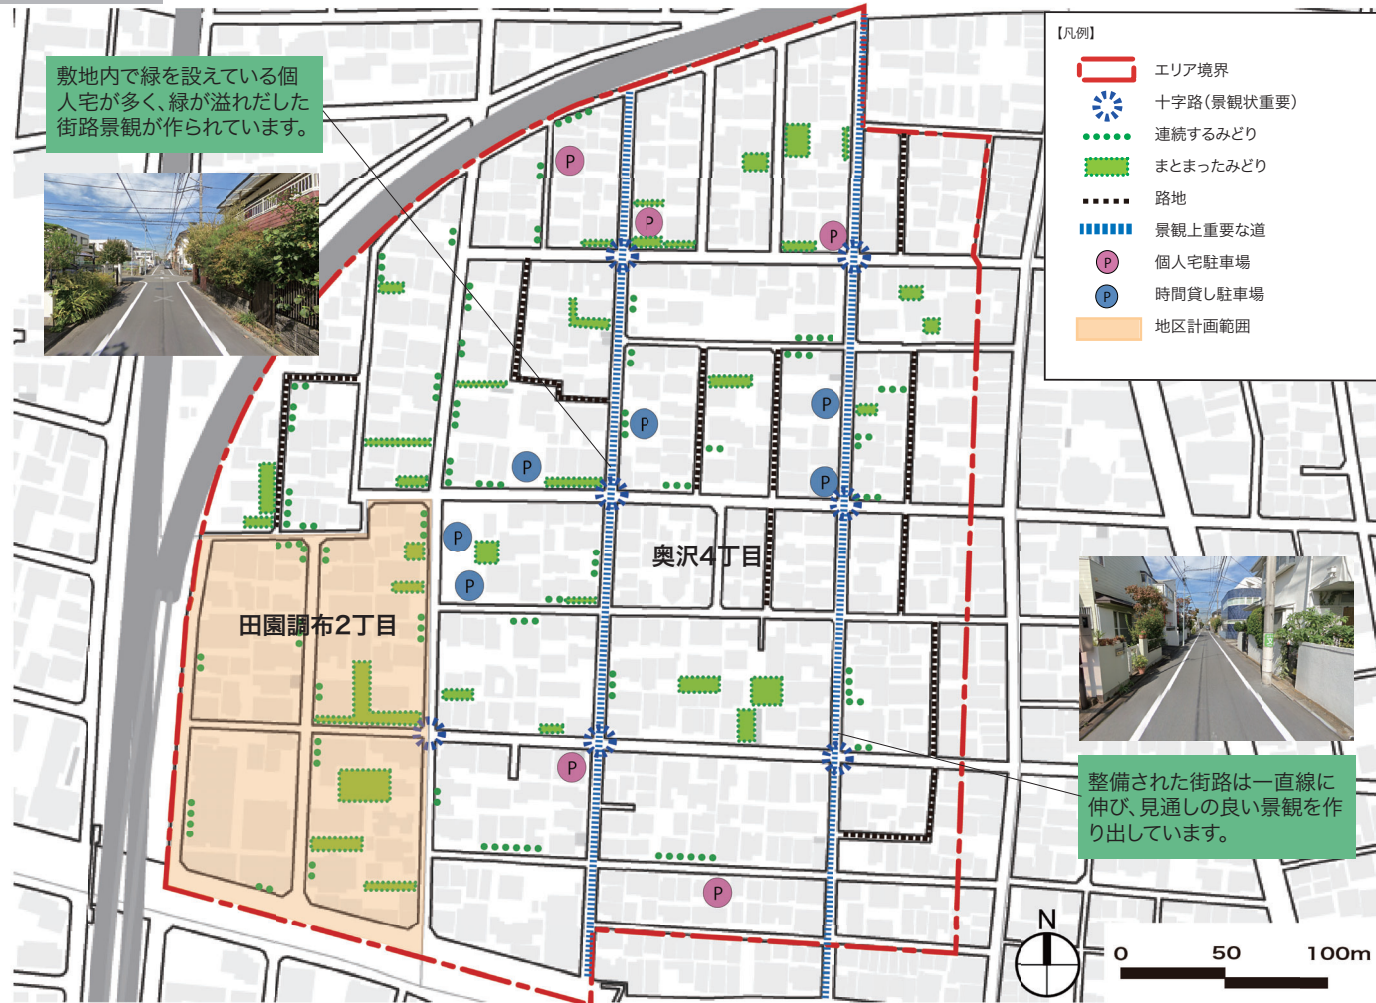 敷地内で緑を設えている個
人宅が多く、緑が溢れだした
街路景観が作られています。
【凡例】
エリア境界
十字路(景観状重要)
連続するみどり
まとまったみどり
路地
景観上重要な道
P 個人宅駐車場
P 時間貸し駐車場
地区計画範囲
P
P
P
P
P
P
P
P
P
奥沢4丁目
田園調布2丁目
P
P
整備された街路は一直線に
伸び、見通しの良い景観を作
り出しています。
N
0 50 100m